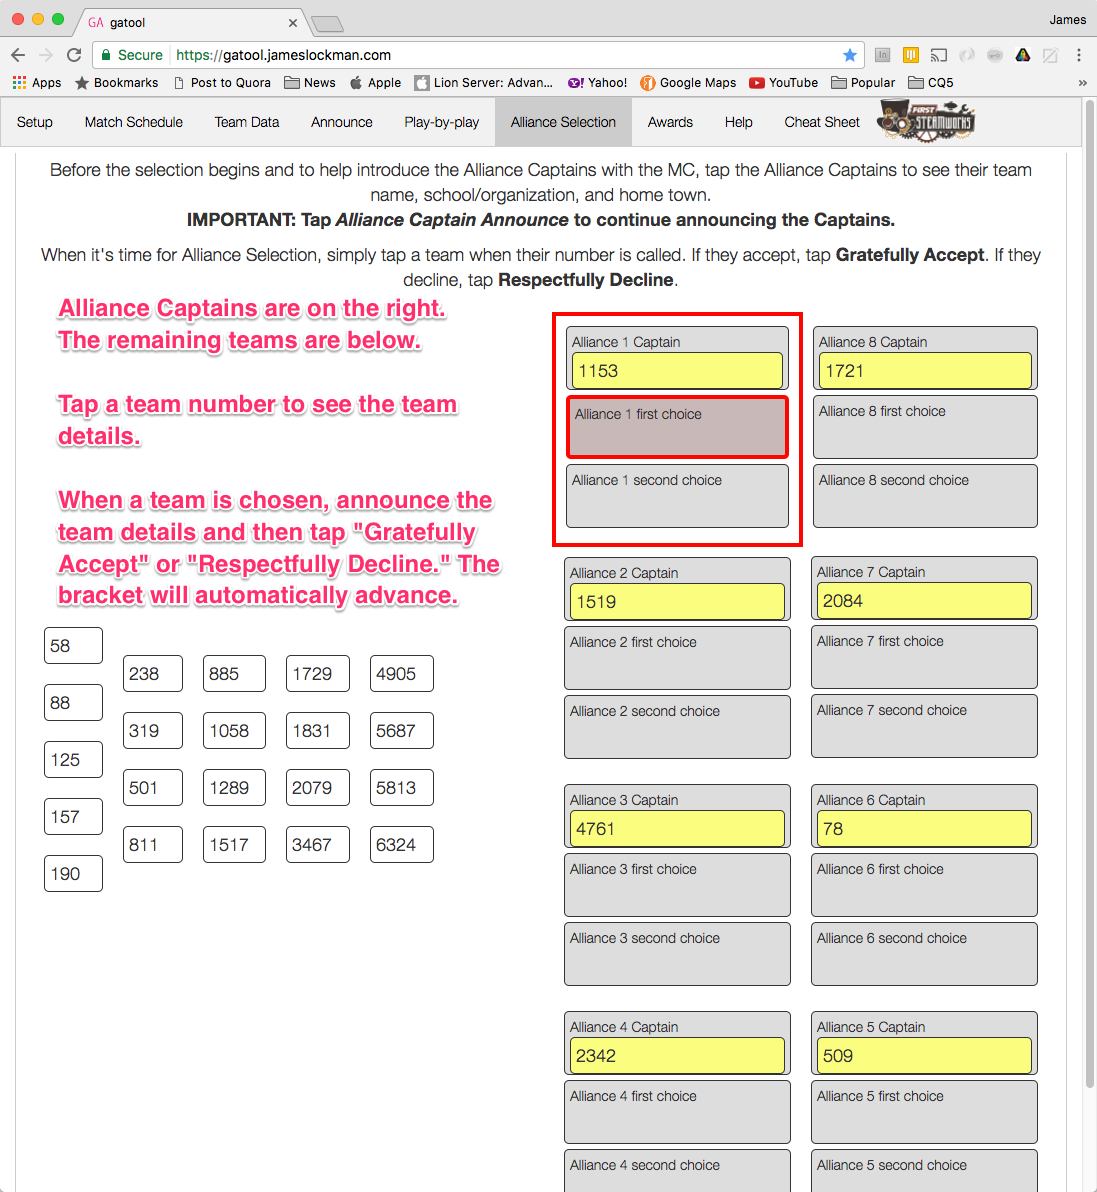 GA gatool
James
Secure https://gatool.jameslockman.com
Apps Bookmarks Post to Quora News Apple Lion Server: Advan... Yahoo! Google Maps YouTube Popular CQ5 »
Setup Match Schedule Team Data Announce Play-by-play Alliance Selection Awards Help Cheat Sheet FIRST STEAMWORKS
Before the selection begins and to help introduce the Alliance Captains with the MC, tap the Alliance Captains to see their team
name, school/organization, and home town.
IMPORTANT: Tap Alliance Captain Announce to continue announcing the Captains.
When it's time for Alliance Selection, simply tap a team when their number is called. If they accept, tap Gratefully Accept. If they
decline, tap Respectfully Decline.
Alliance Captains are on the right.
The remaining teams are below.
Tap a team number to see the team
details.
When a team is chosen, announce the
team details and then tap "Gratefully
Accept" or "Respectfully Decline." The
bracket will automatically advance.
58
88
125
157
190
238
319
501
811
885
1058
1289
1517
1729
1831
2079
3467
4905
5687
5813
6324
Alliance 1 Captain
1153
Alliance 1 first choice
Alliance 1 second choice
Alliance 8 Captain
1721
Alliance 8 first choice
Alliance 8 second choice
Alliance 2 Captain
1519
Alliance 2 first choice
Alliance 2 second choice
Alliance 7 Captain
2084
Alliance 7 first choice
Alliance 7 second choice
Alliance 3 Captain
4761
Alliance 3 first choice
Alliance 3 second choice
Alliance 6 Captain
78
Alliance 6 first choice
Alliance 6 second choice
Alliance 4 Captain
2342
Alliance 4 first choice
Alliance 4 second choice
Alliance 5 Captain
509
Alliance 5 first choice
Alliance 5 second choice